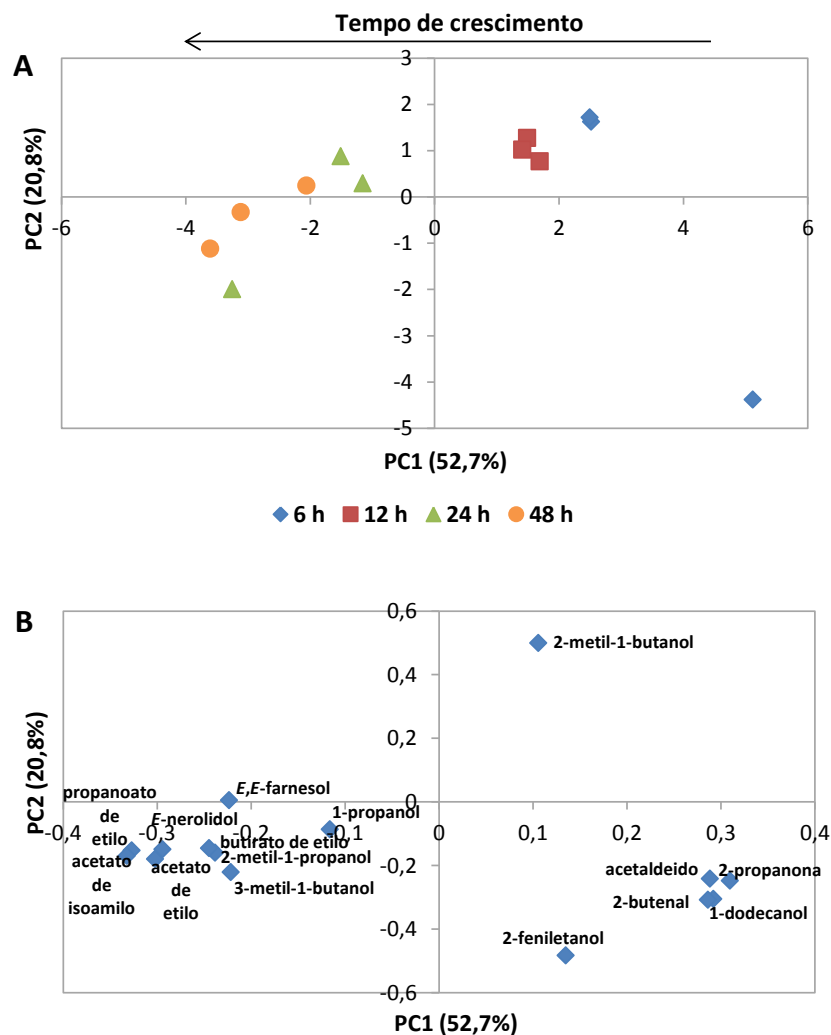 Tempo de crescimento
A
3
2
1
0
-1
-2
-3
-4
-5
-6 -4 -2 0 2 4 6
PC2 (20,8%)
PC1 (52,7%)
6 h 12 h 24 h 48 h
B
0,6
0,4
0,2
0
-0,2
-0,4
-0,6
-0,4 -0,3 -0,2 -0,1 0 0,1 0,2 0,3 0,4
PC2 (20,8%)
2-metil-1-butanol
E,E-farnesol
propanoato
de
etilo
E-nerolidol
1-propanol
butirato de etilo
acetato
de
isoamilo
acetato
de
etilo
2-metil-1-propanol
3-metil-1-butanol
acetaldeido
2-propanona
2-butenal
1-dodecanol
2-feniletanol
PC1 (52,7%)